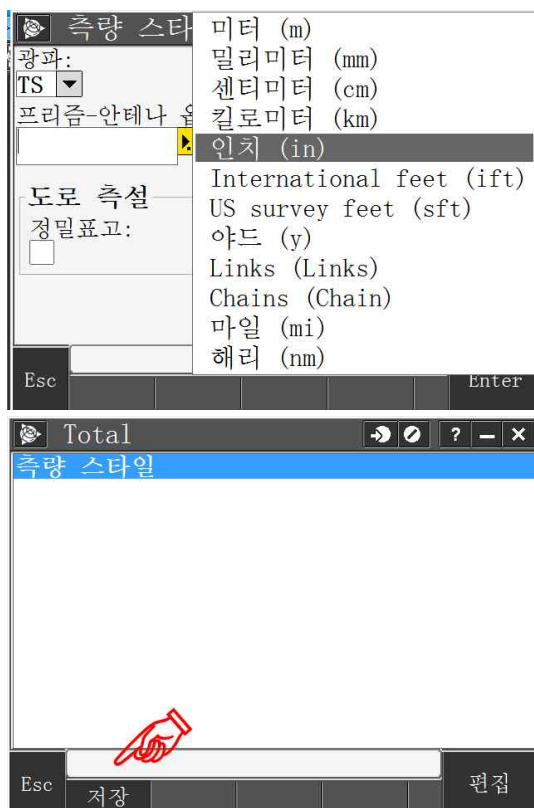 측량 스타
광파:
TS
프리즘-안테나
도로 측설
정밀표고:
미터 (m)
밀리미터 (mm)
센티미터 (cm)
킬로미터 (km)
인치 (in)
International feet (ift)
US survey feet (sft)
야드 (y)
Links (Links)
Chains (Chain)
마일 (mi)
해리 (nm)
Esc
Enter
Total
?
측량 스타일
Esc
저장
편집